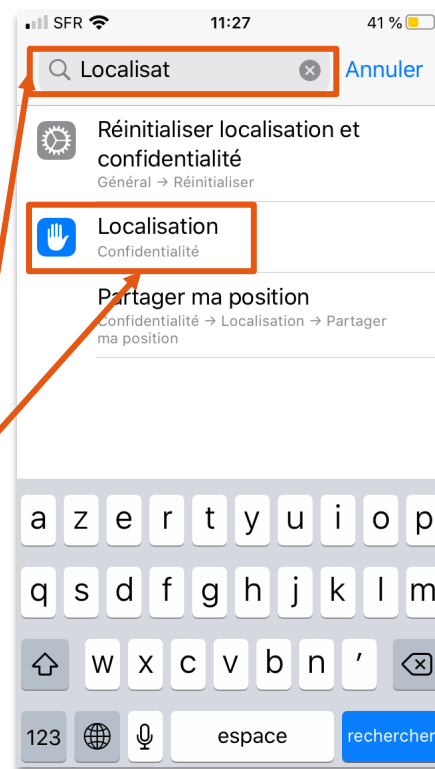 SFR 11:27 41 %
Localisat Annuler
Réinitialiser localisation et
confidentialité
Général → Réinitialiser
Localisation
Confidentialité
Partager ma position
Confidentialité → Localisation → Partager
ma position
a z e r t y u i o p
q s d f g h j k l m
w x c v b n ′
123 espace rechercher